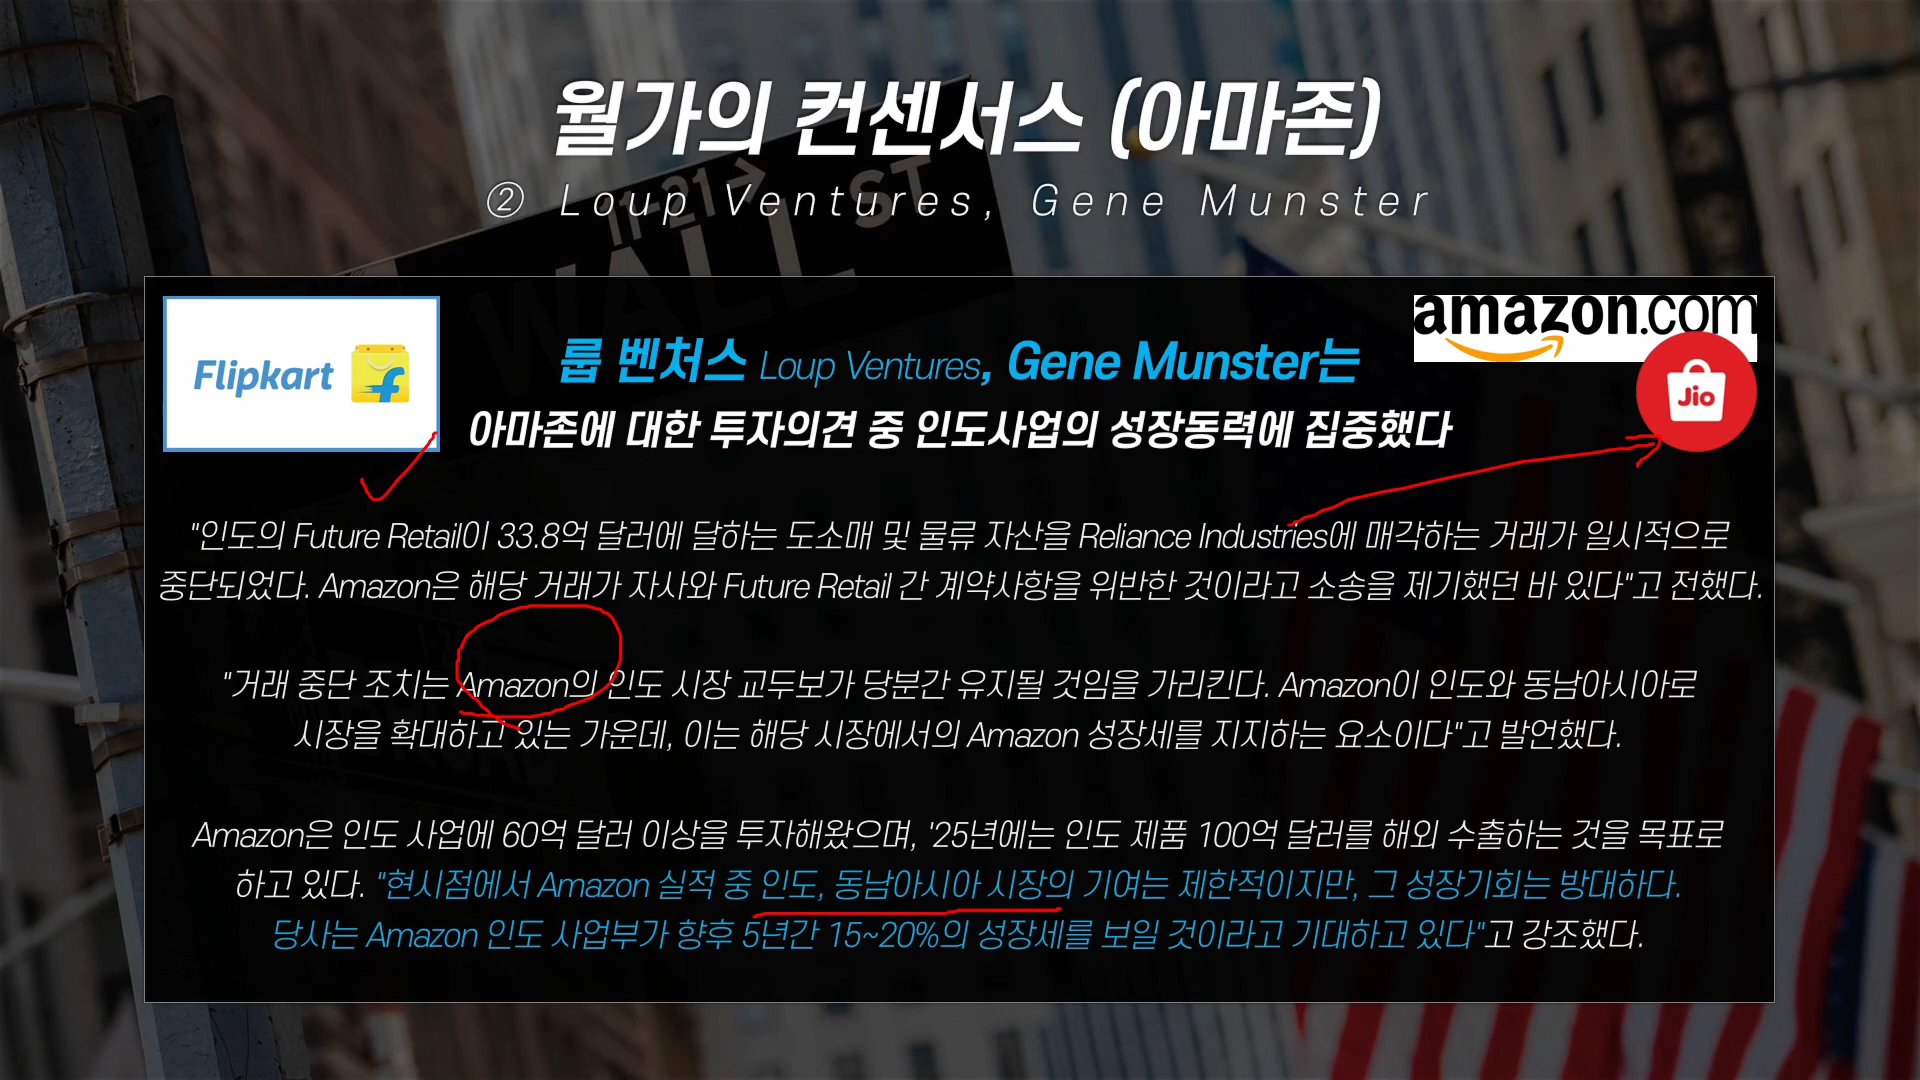 월가의 컨센서스 (아마존)
② Loup Ventures, Gene Munster
11-21
WALL ST
Flipkart
amazon.com
Jio
룹 벤처스 Loup Ventures, Gene Munster는
아마존에 대한 투자의견 중 인도사업의 성장동력에 집중했다
"인도의 Future Retail이 33.8억 달러에 달하는 도소매 및 물류 자산을 Reliance Industries에 매각하는 거래가 일시적으로
중단되었다. Amazon은 해당 거래가 자사와 Future Retail 간 계약사항을 위반한 것이라고 소송을 제기했던 바 있다"고 전했다.
"거래 중단 조치는 Amazon의 인도 시장 교두보가 당분간 유지될 것임을 가리킨다. Amazon이 인도와 동남아시아로
시장을 확대하고 있는 가운데, 이는 해당 시장에서의 Amazon 성장세를 지지하는 요소이다"고 발언했다.
Amazon은 인도 사업에 60억 달러 이상을 투자해왔으며, '25년에는 인도 제품 100억 달러를 해외 수출하는 것을 목표로
하고 있다. "현시점에서 Amazon 실적 중 인도, 동남아시아 시장의 기여는 제한적이지만, 그 성장기회는 방대하다.
당사는 Amazon 인도 사업부가 향후 5년간 15~20%의 성장세를 보일 것이라고 기대하고 있다"고 강조했다.